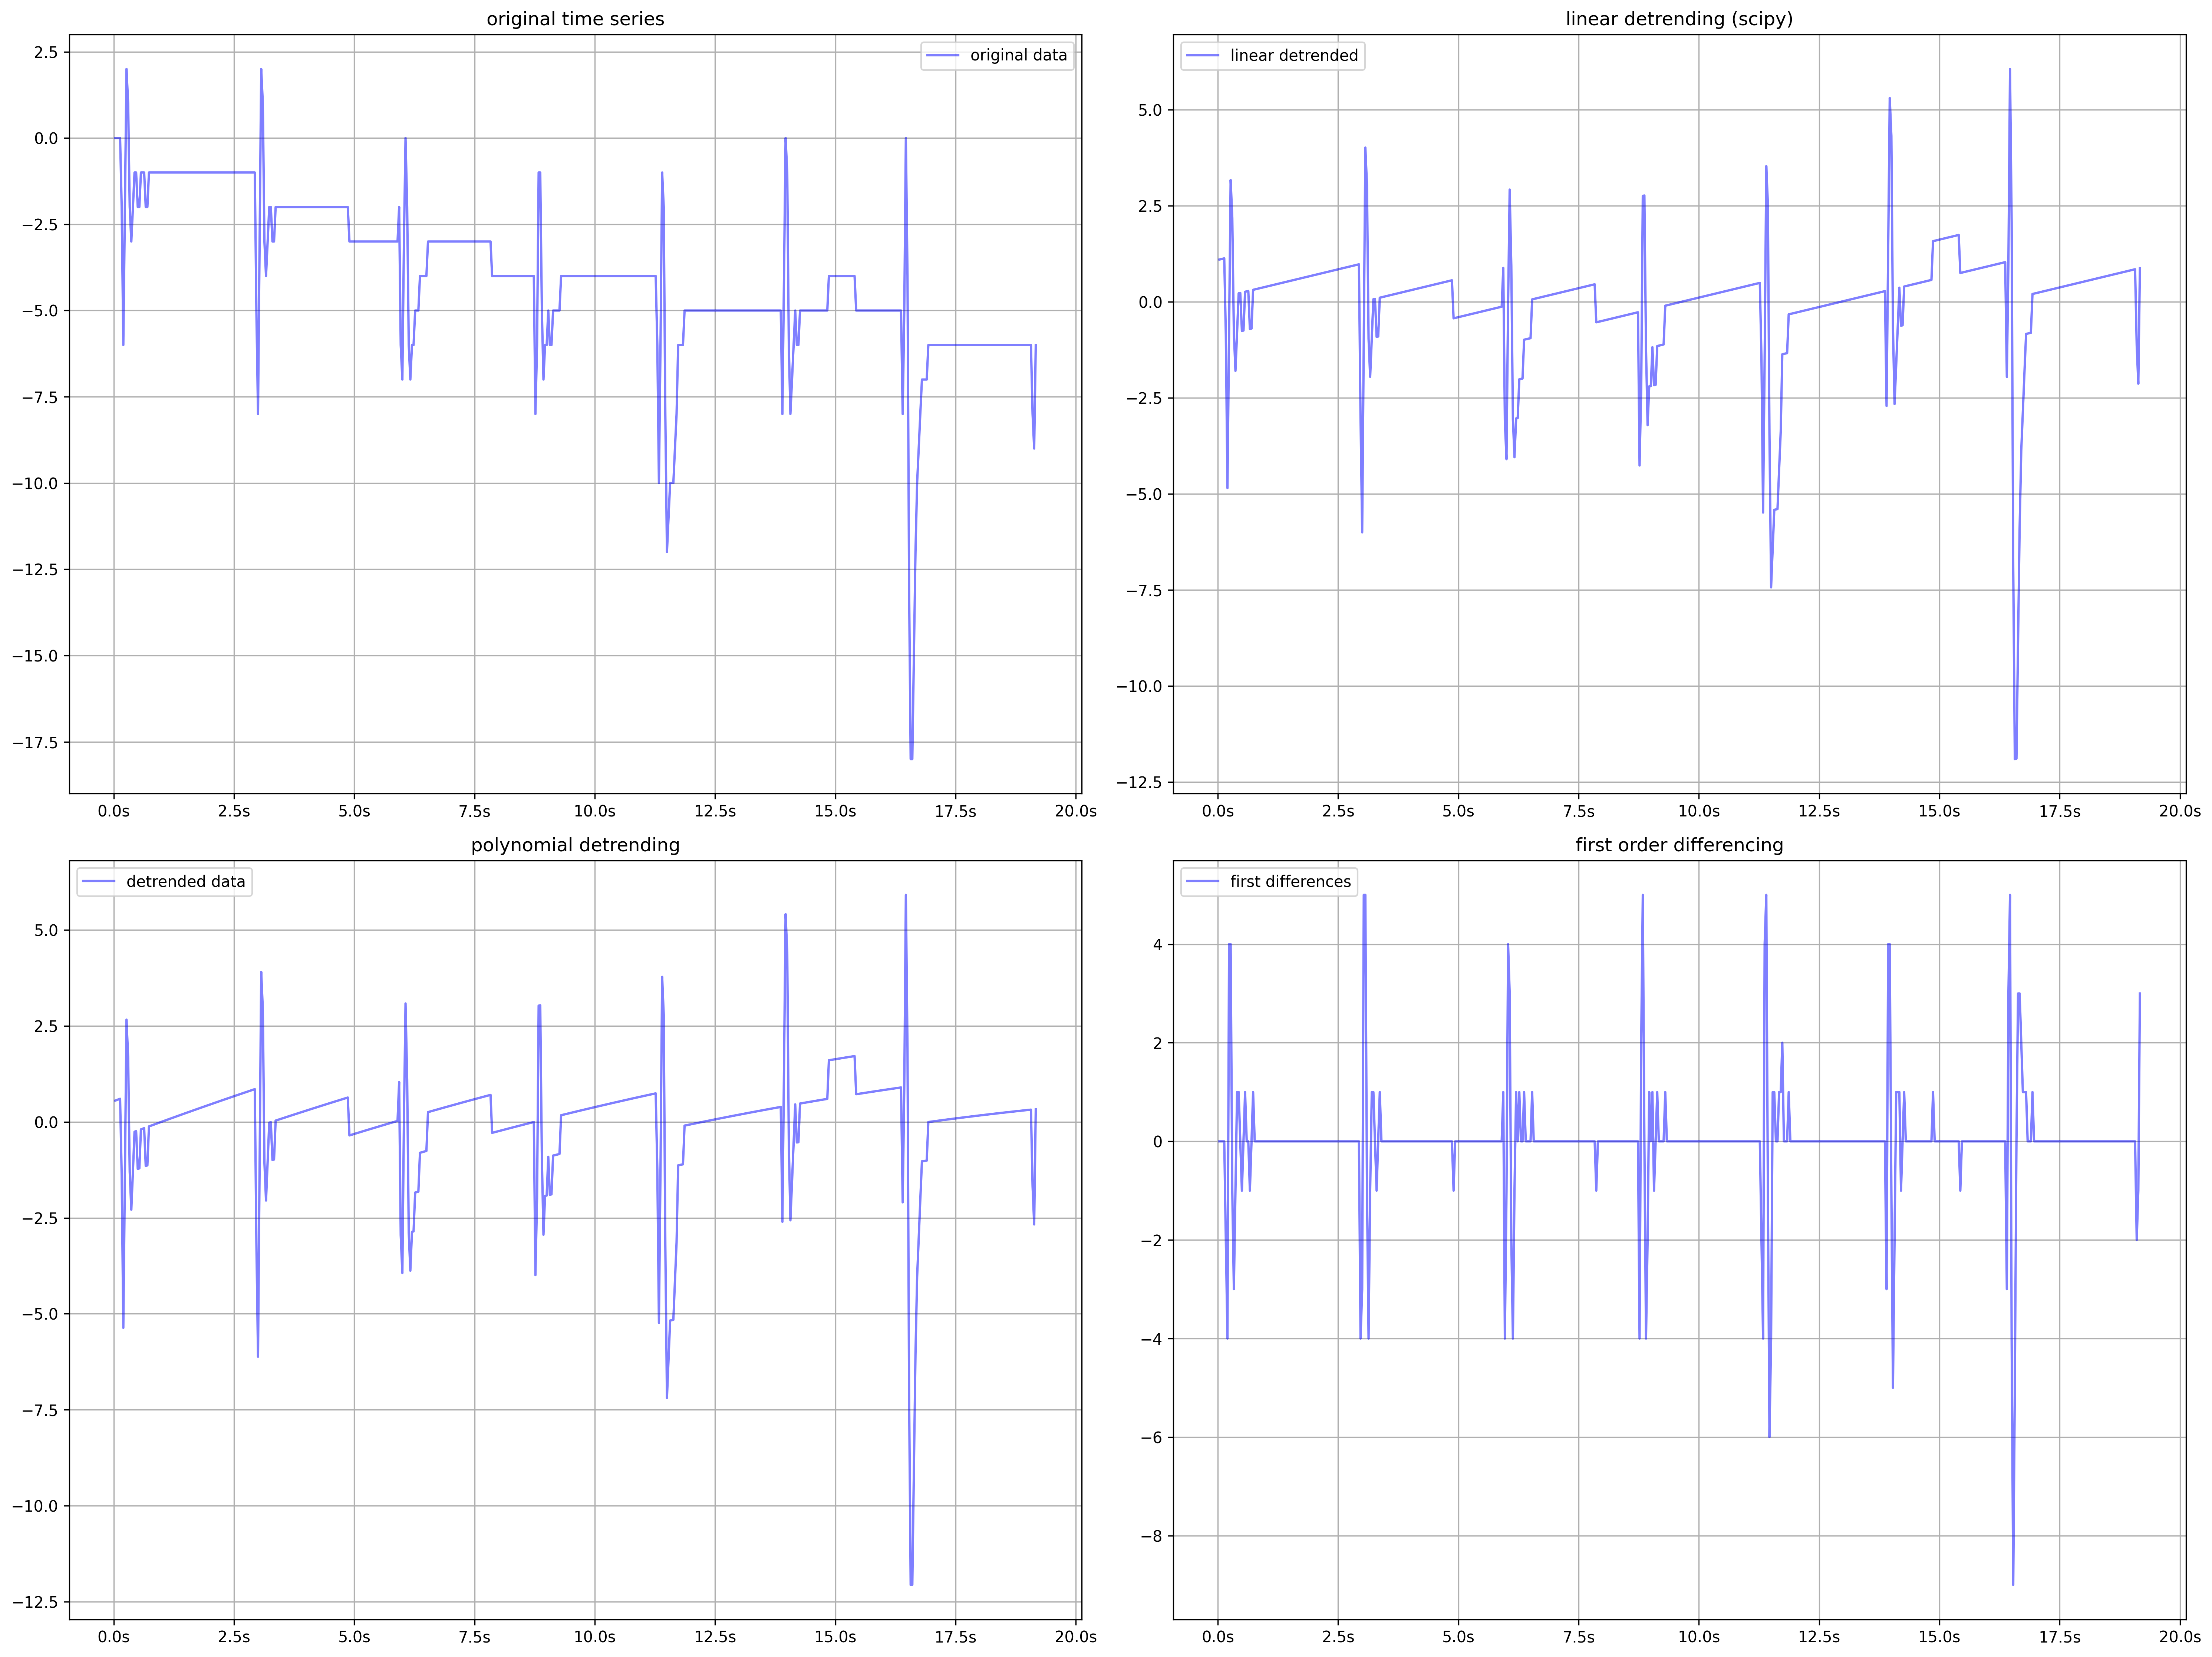 original time series
original data
2.5
0.0
−2.5
−5.0
−7.5
−10.0
−12.5
−15.0
−17.5
0.0s 2.5s 5.0s 7.5s 10.0s 12.5s 15.0s 17.5s 20.0s
linear detrending (scipy)
linear detrended
5.0
2.5
0.0
−2.5
−5.0
−7.5
−10.0
−12.5
0.0s 2.5s 5.0s 7.5s 10.0s 12.5s 15.0s 17.5s 20.0s
polynomial detrending
detrended data
5.0
2.5
0.0
−2.5
−5.0
−7.5
−10.0
−12.5
0.0s 2.5s 5.0s 7.5s 10.0s 12.5s 15.0s 17.5s 20.0s
first order differencing
first differences
4
2
0
−2
−4
−6
−8
0.0s 2.5s 5.0s 7.5s 10.0s 12.5s 15.0s 17.5s 20.0s